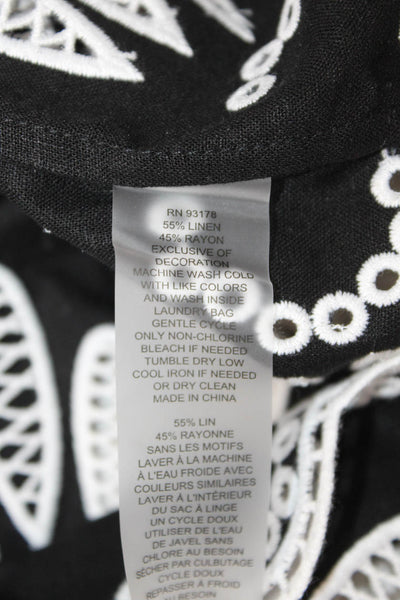 RN 93178
55% LINEN
45% RAYON
EXCLUSIVE OF
DECORATION
MACHINE WASH COLD
WITH LIKE COLORS
AND WASH INSIDE
LAUNDRY BAG
GENTLE CYCLE
ONLY NON-CHLORINE
BLEACH IF NEEDED
TUMBLE DRY LOW
COOL IRON IF NEEDED
OR DRY CLEAN
MADE IN CHINA
55% LIN
45% RAYONNE
SANS LES MOTIFS
LAVER À LA MACHINE
À L'EAU FROIDE AVEC
COULEURS SIMILAIRES
LAVER À L'INTÉRIEUR
DU SAC À LINGE
UN CYCLE DOUX
UTILISER DE L'EAU
DE JAVEL SANS
CHLORE AU BESOIN
SÉCHER PAR CULBUTAGE
CYCLE DOUX
REPASSER À FROID
AU BESOIN